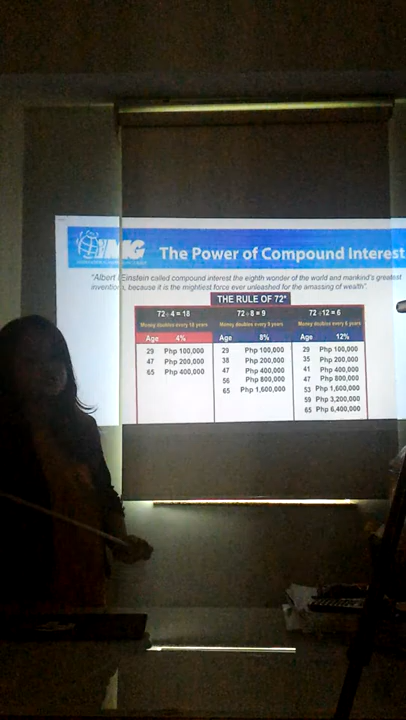 IMG
The Power of Compound Interest
"Albert Einstein called compound interest the eighth wonder of the world and mankind's greatest
invention, because it is the mightiest force ever unleashed for the amassing of wealth".
THE RULE OF 72*
72÷4 = 18
Money doubles every 18 years
Age 4%
29 Php 100,000
47 Php 200,000
65 Php 400,000
72÷8 = 9
Money doubles every 9 years
Age 8%
29 Php 100,000
38 Php 200,000
47 Php 400,000
56 Php 800,000
65 Php 1,600,000
72÷12 = 6
Money doubles every 6 years
Age 12%
29 Php 100,000
35 Php 200,000
41 Php 400,000
47 Php 800,000
53 Php 1,600,000
59 Php 3,200,000
65 Php 6,400,000